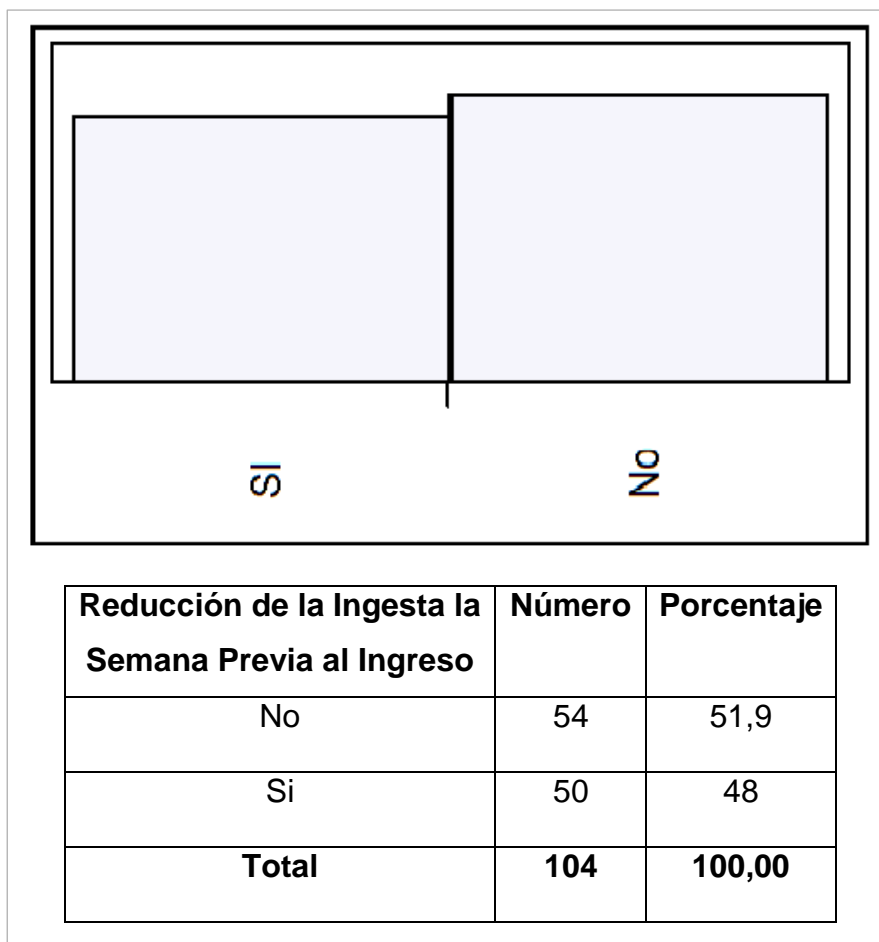 SI
No
Reducción de la Ingesta la Número Porcentaje
Semana Previa al Ingreso
No 54 51,9
Si 50 48
Total 104 100,00